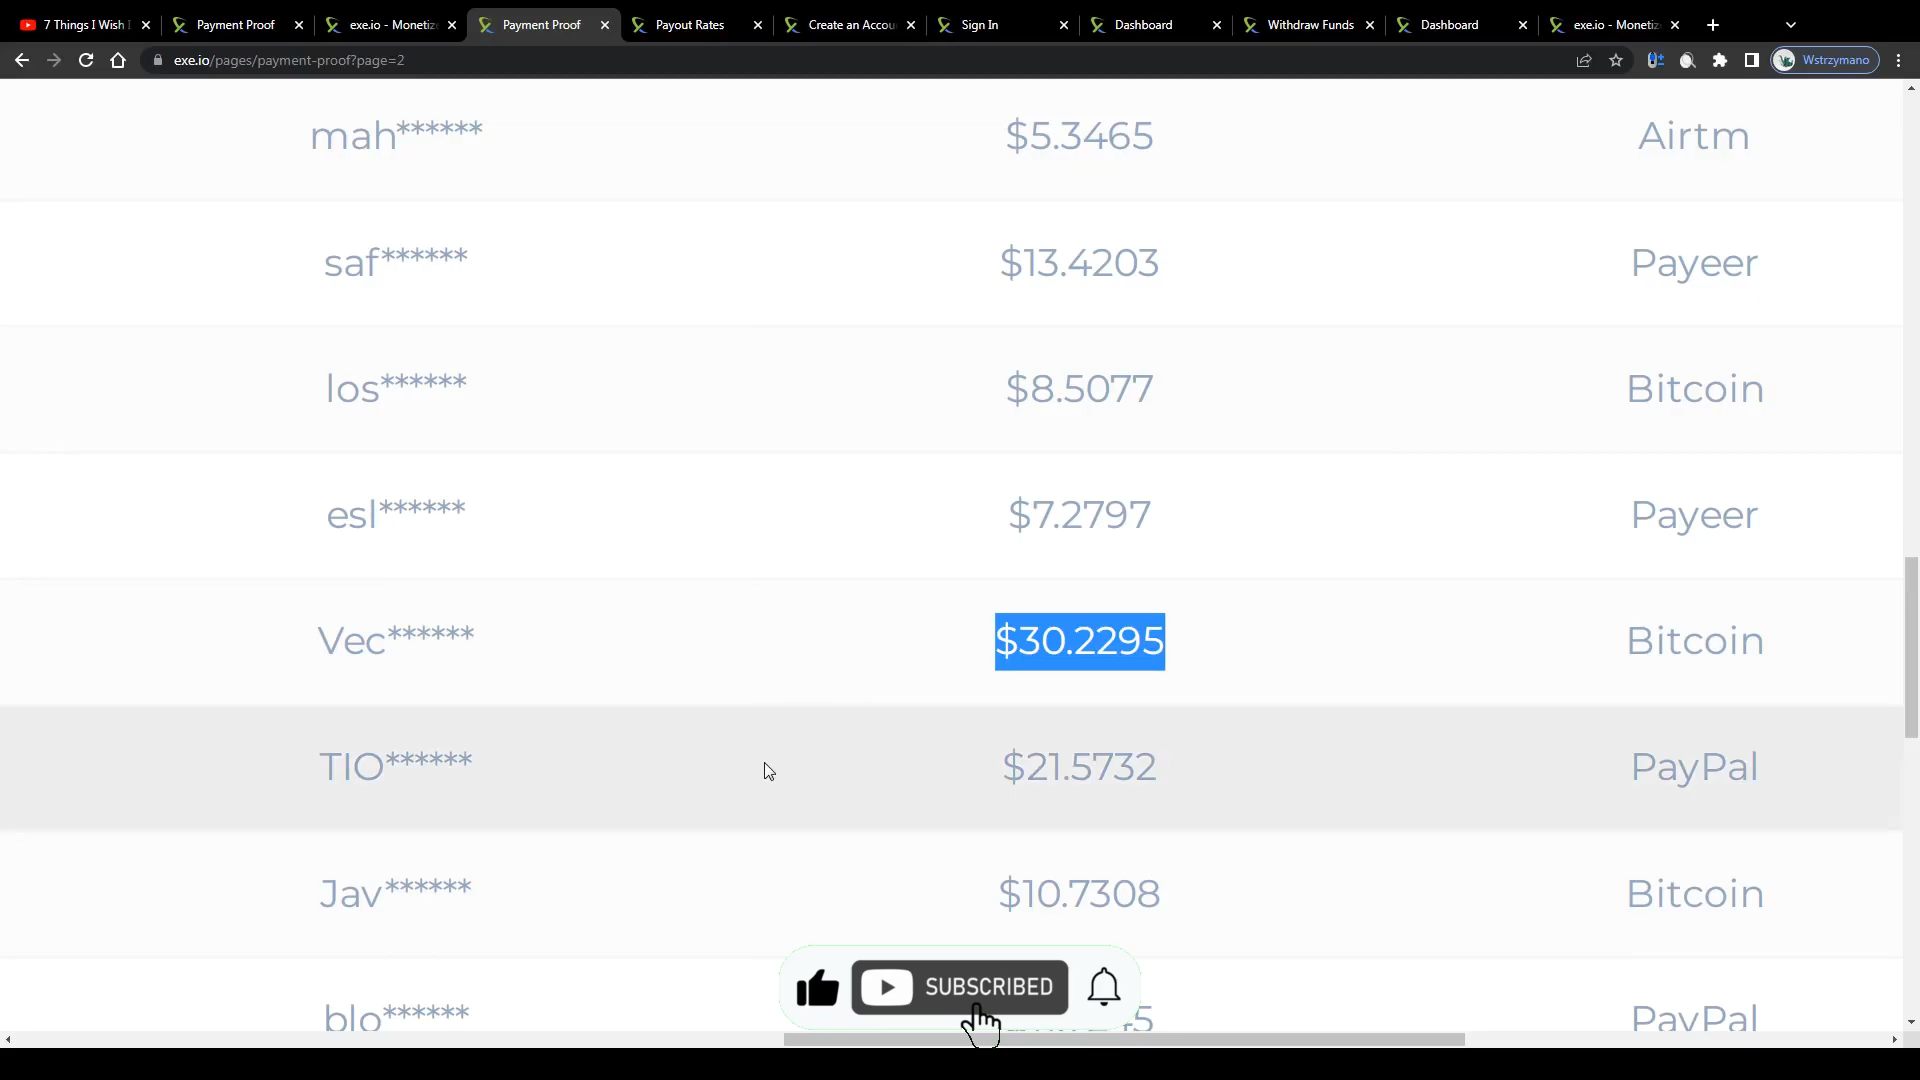 7 Things I Wish I
Payment Proof
exe.io - Monetize
Payment Proof
Payout Rates
Create an Accou
Sign In
Dashboard
Withdraw Funds
Dashboard
exe.io - Monetiz
exe.io/pages/payment-proof?page=2
Wstrzymano
mah****** $5.3465 Airtm
saf****** $13.4203 Payeer
los****** $8.5077 Bitcoin
esl****** $7.2797 Payeer
Vec****** $30.2295 Bitcoin
TIO****** $21.5732 PayPal
Jav****** $10.7308 Bitcoin
blo****** PayPal
SUBSCRIBED